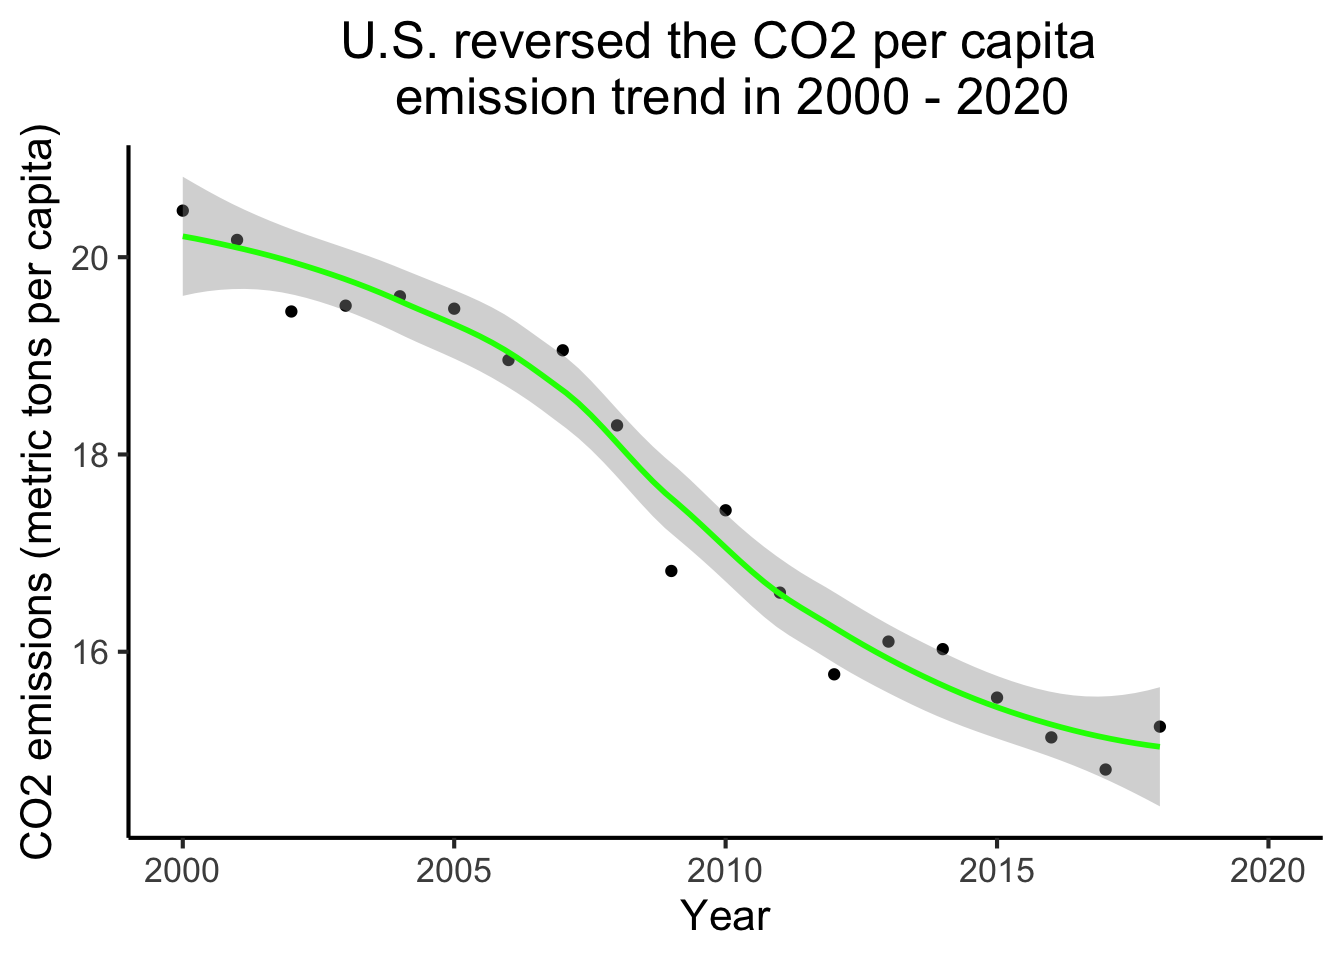 U.S. reversed the CO2 per capita
emission trend in 2000 - 2020
CO2 emissions (metric tons per capita)
20
18
16
2000 2005 2010 2015 2020
Year